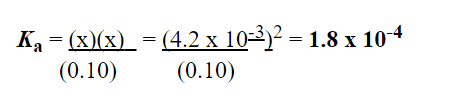 Kₐ = (x)(x) = (4.2 x 10⁻³)² = 1.8 x 10⁻⁴
(0.10) (0.10)